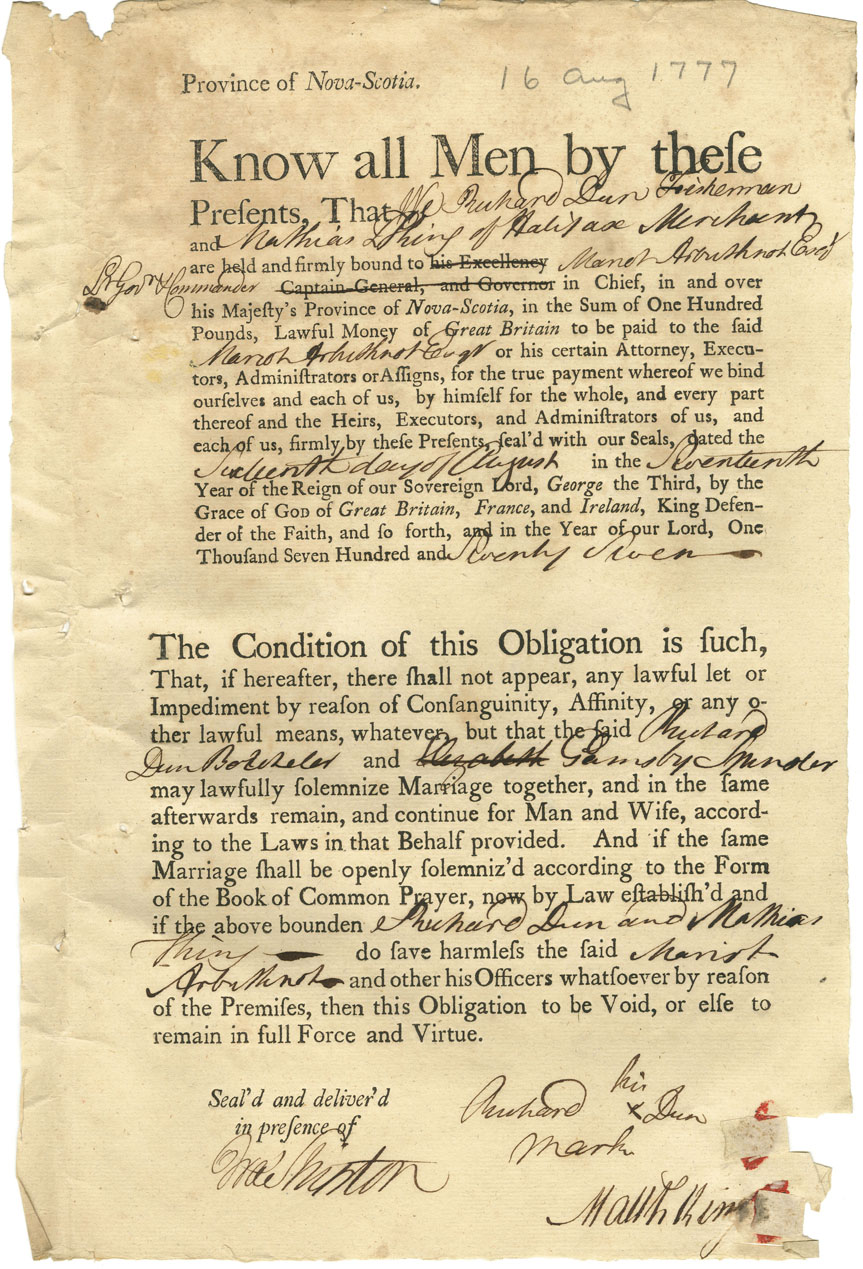 Province of Nova-Scotia. 16 Aug 1777
Know all Men by theſe
Preſents, That We Richard Dun Fisherman
and Mathias of Halifax Merchant
are held and firmly bound to his Excellency Mariot Arbuthnot Esqr
Lt Govr & Commander Captain-General, and Governor in Chief, in and over
his Majeſty's Province of Nova-Scotia, in the Sum of One Hundred
Pounds, Lawful Money of Great Britain to be paid to the ſaid
Mariot Arbuthnot Esqr or his certain Attorney, Execu-
tors, Adminiſtrators or Aſſigns, for the true payment whereof we bind
ourſelves and each of us, by himſelf for the whole, and every part
thereof and the Heirs, Executors, and Adminiſtrators of us, and
each of us, firmly by theſe Preſents, ſeal'd with our Seals, dated the
Sixteenth day of August in the Seventeenth
Year of the Reign of our Sovereign Lord, George the Third, by the
Grace of God of Great Britain, France, and Ireland, King Defen-
der of the Faith, and ſo forth, and in the Year of our Lord, One
Thouſand Seven Hundred and Seventy Seven
The Condition of this Obligation is ſuch,
That, if hereafter, there ſhall not appear, any lawful let or
Impediment by reaſon of Conſanguinity, Affinity, or any o-
ther lawful means, whatever, but that the ſaid Richard
Dun Batcheler and Elizabeth Gamsby Spinster
may lawfully ſolemnize Marriage together, and in the ſame
afterwards remain, and continue for Man and Wife, accord-
ing to the Laws in that Behalf provided. And if the ſame
Marriage ſhall be openly ſolemniz'd according to the Form
of the Book of Common Prayer, now by Law eſtabliſh'd and
if the above bounden Richard Dun and Mathias
do ſave harmleſs the ſaid Mariot
Arbuthnot and other his Officers whatſoever by reaſon
of the Premiſes, then this Obligation to be Void, or elſe to
remain in full Force and Virtue.
Seal'd and deliver'd
in preſence of
Richard his x Dun
mark